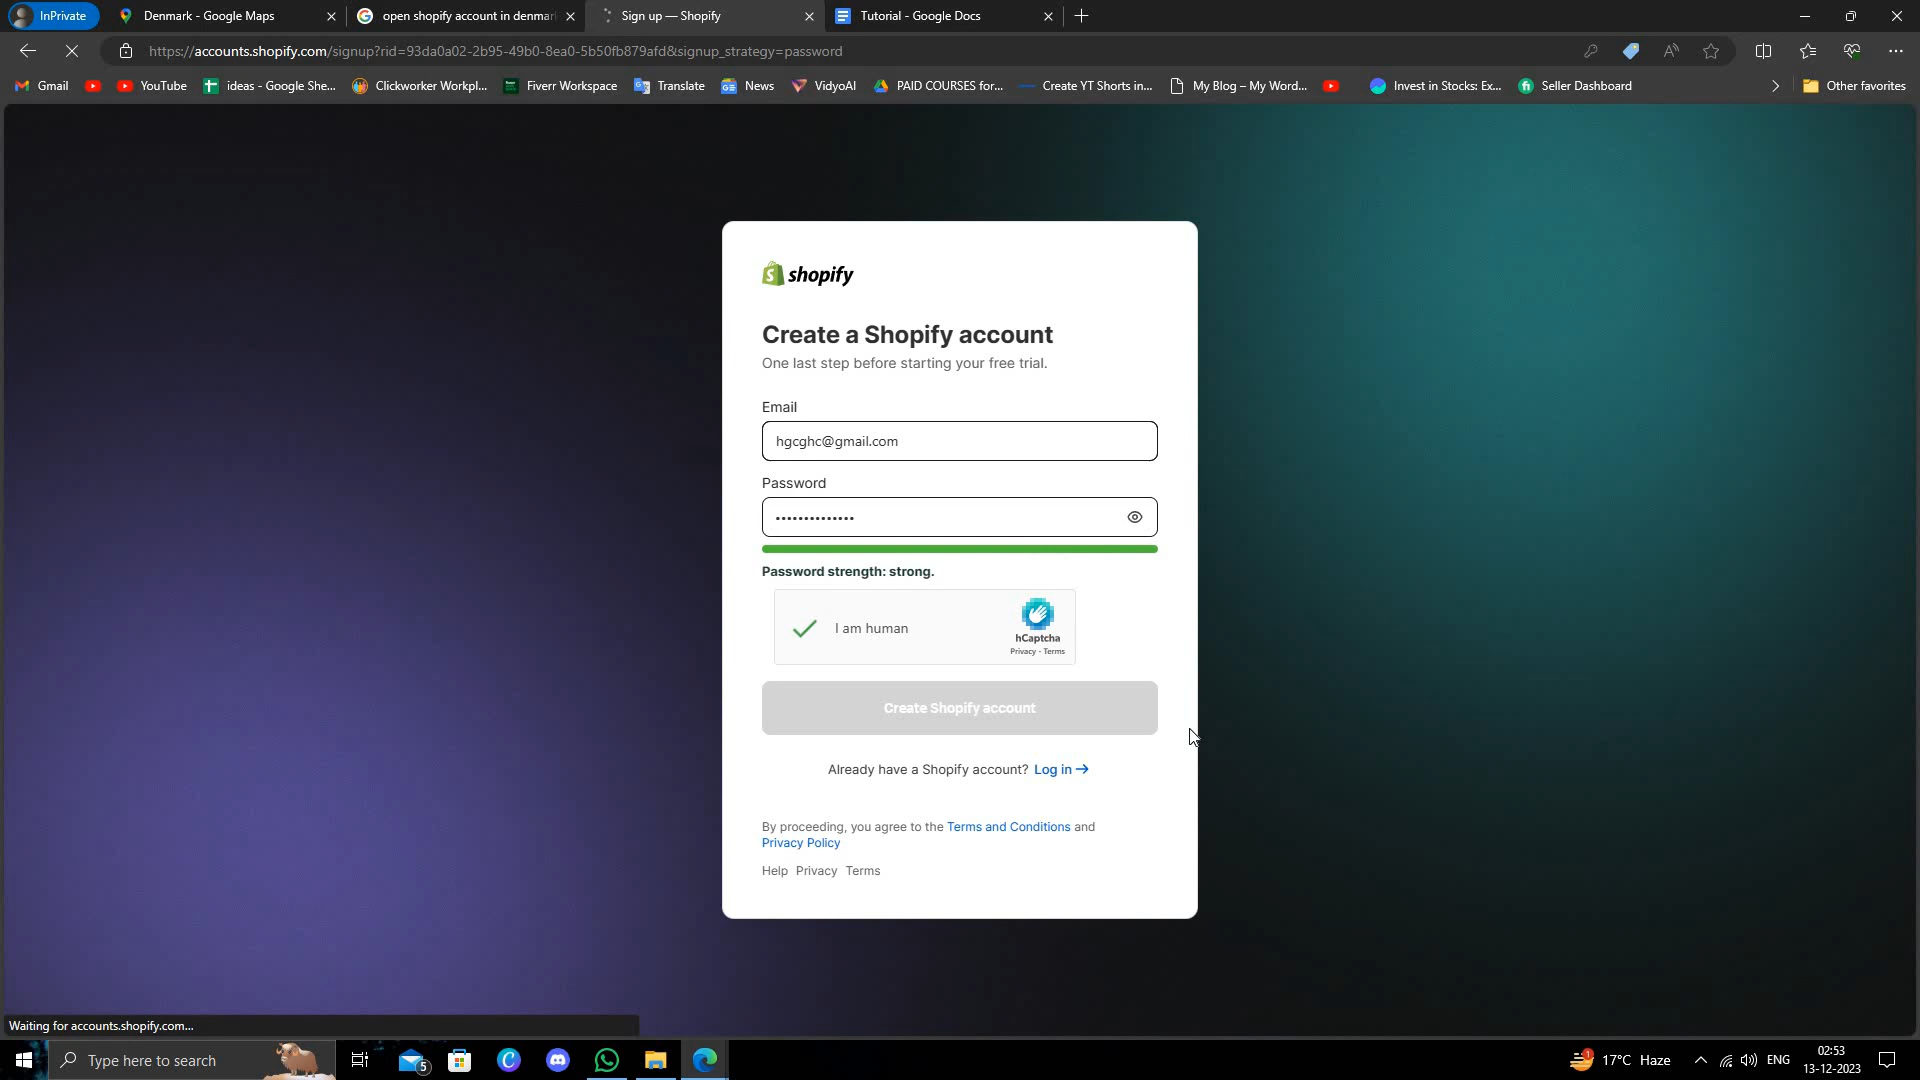 InPrivate
Denmark - Google Maps
open shopify account in denmar
Sign up — Shopify
Tutorial - Google Docs
https://accounts.shopify.com/signup?rid=93da0a02-2b95-49b0-8ea0-5b50fb879afd&signup_strategy=password
Gmail
YouTube
ideas - Google She...
Clickworker Workpl...
Fiverr Workspace
Translate
News
VidyoAI
PAID COURSES for...
Create YT Shorts in...
My Blog – My Word...
Invest in Stocks: Ex...
Seller Dashboard
Other favorites
shopify
Create a Shopify account
One last step before starting your free trial.
Email
hgcghc@gmail.com
Password
••••••••••••••
Password strength: strong.
I am human
hCaptcha
Privacy - Terms
Create Shopify account
Already have a Shopify account? Log in →
By proceeding, you agree to the Terms and Conditions and
Privacy Policy
Help Privacy Terms
Waiting for accounts.shopify.com...
Type here to search
5
1
17°C Haze
ENG
02:53
13-12-2023